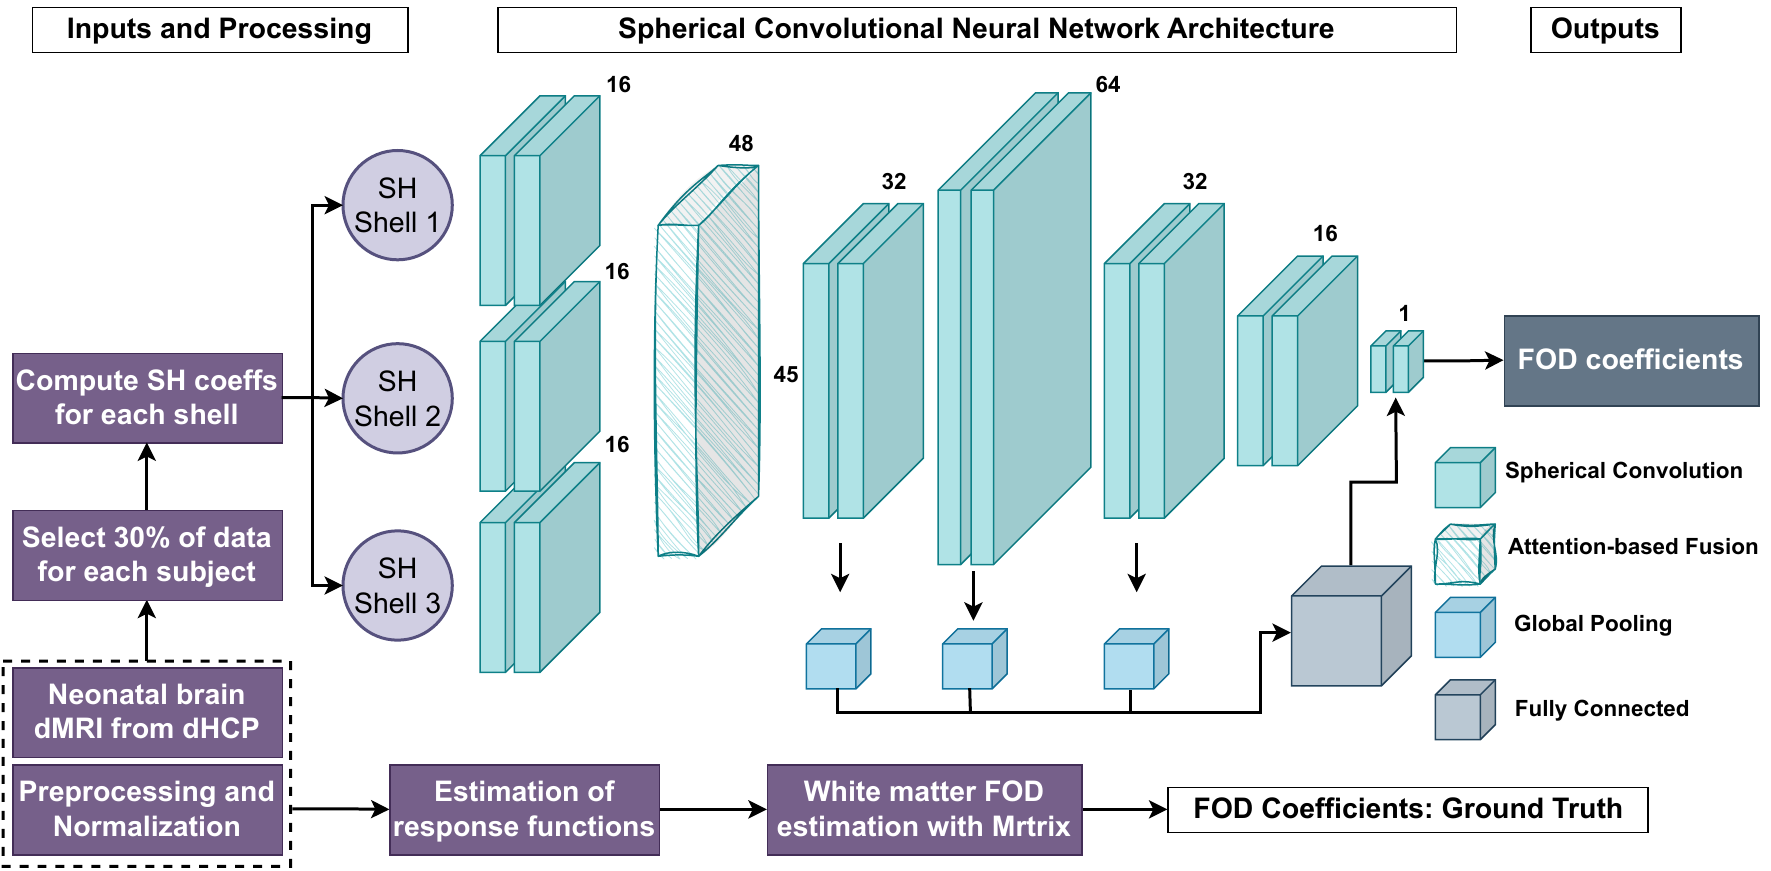 Inputs and Processing
Spherical Convolutional Neural Network Architecture
Outputs
16
64
48
SH
Shell 1
32
32
16
16
1
45
Compute SH coeffs
for each shell
SH
Shell 2
FOD coefficients
16
Spherical Convolution
Select 30% of data
for each subject
Attention-based Fusion
SH
Shell 3
Global Pooling
Neonatal brain
dMRI from dHCP
Fully Connected
Preprocessing and
Normalization
Estimation of
response functions
White matter FOD
estimation with Mrtrix
FOD Coefficients: Ground Truth